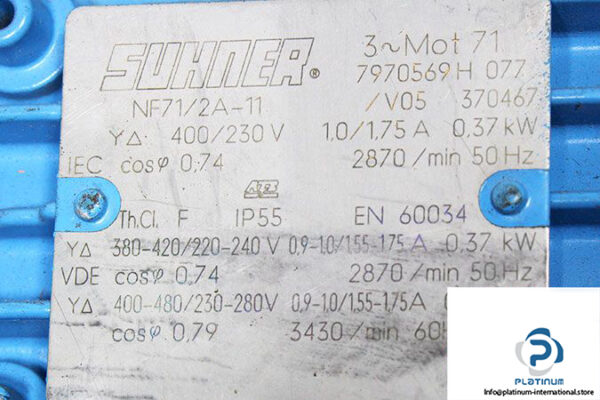 SUHNER® 3~Mot 71
7970569 H 077
NF71/2A-11 /V05 370467
Y∆ 400/230 V 1.0/1.75 A 0.37 kW
IEC cosφ 0.74 2870 /min 50 Hz
Th.Cl. F IP55 EN 60034
Y∆ 380-420/220-240 V 0.9-1.0/1.55-1.75 A 0.37 kW
VDE cosφ 0.74 2870 /min 50 Hz
Y∆ 400-480/230-280V 0.9-1.0/1.55-1.75A
cosφ 0.79 3430/min 60
PLATINUM
Info@platinum-international.store